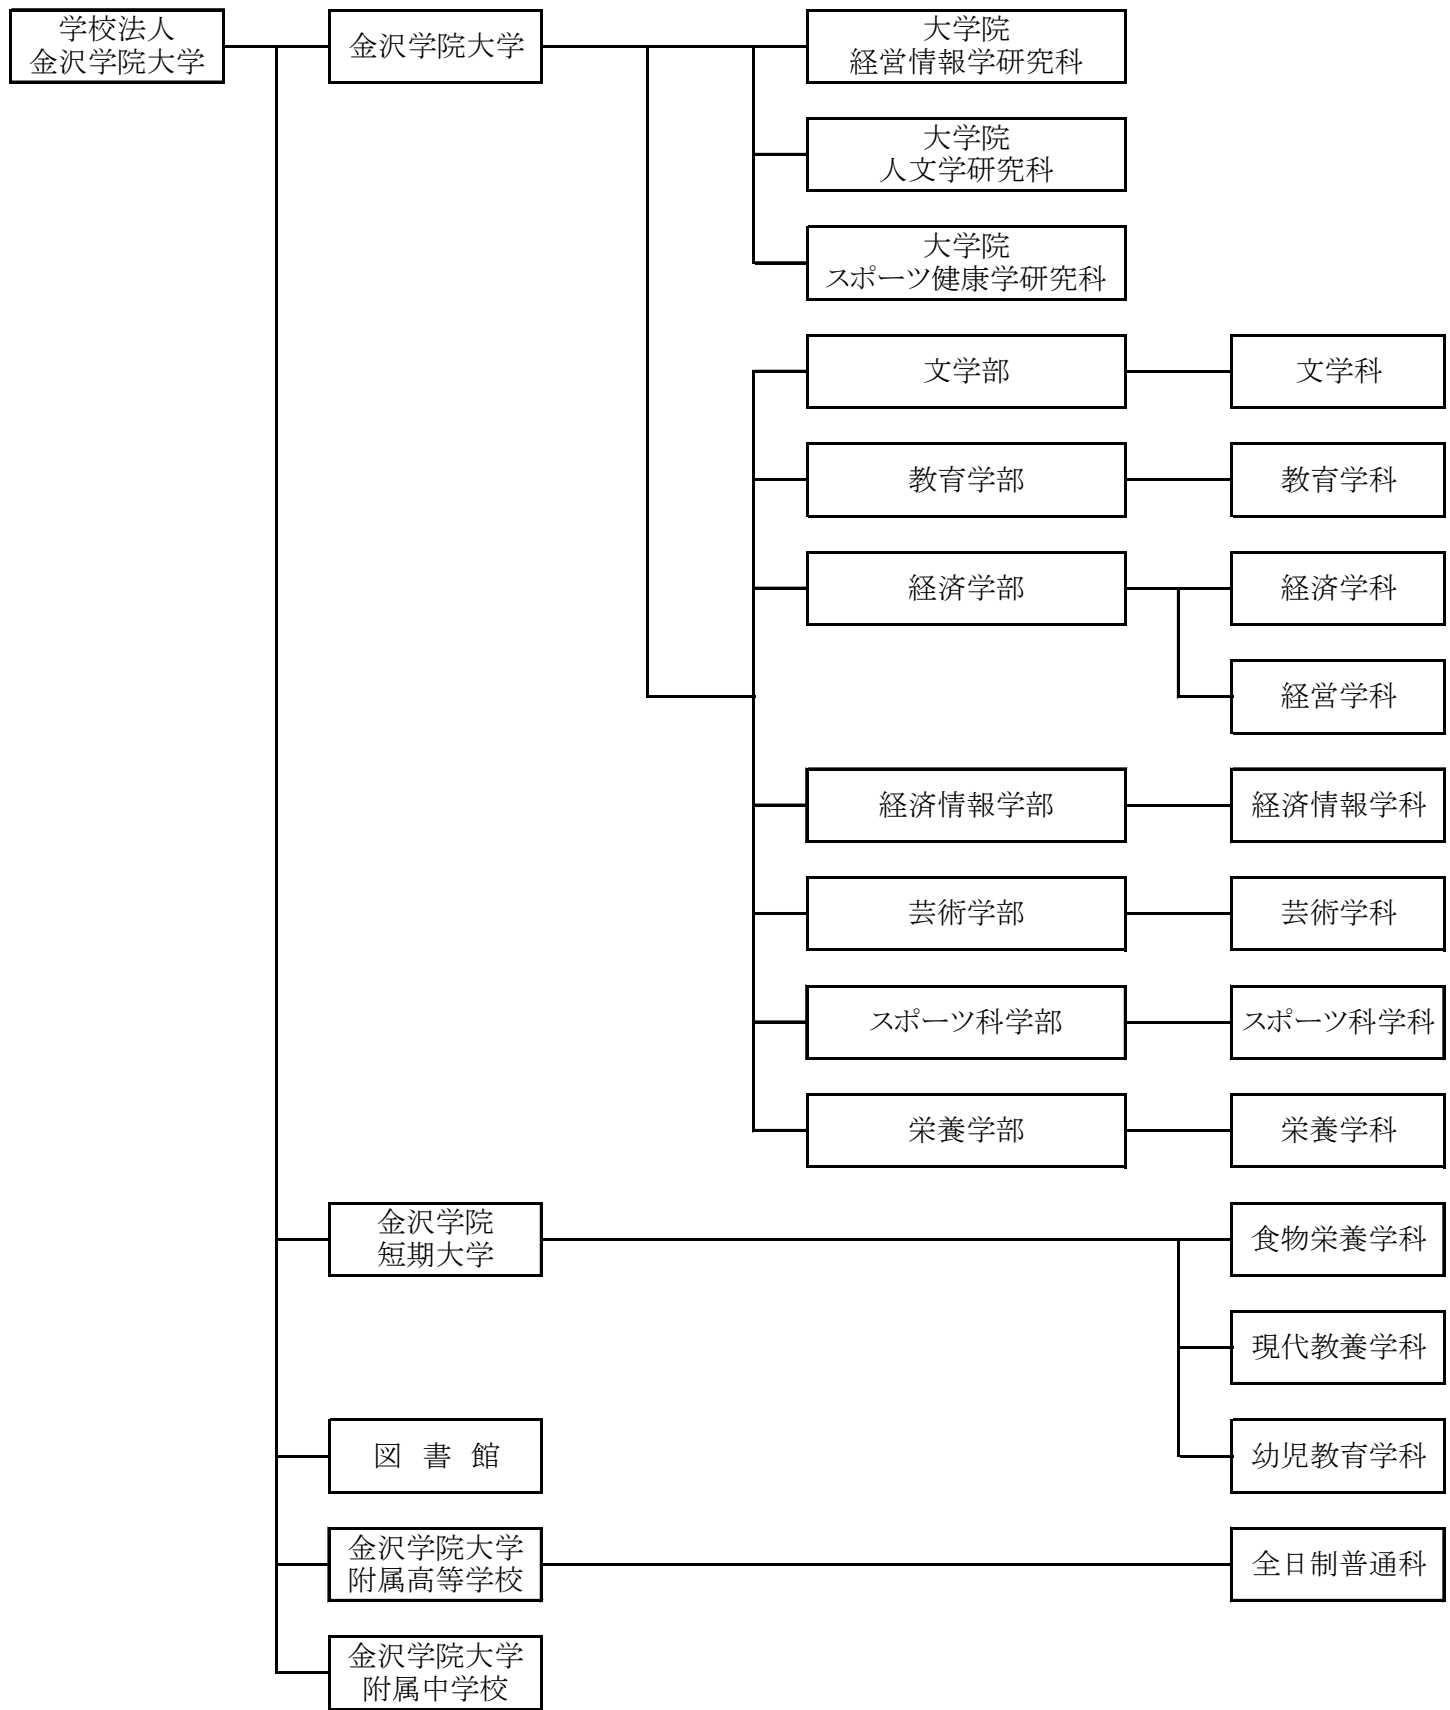 学校法人
金沢学院大学
金沢学院大学
大学院
経営情報学研究科
大学院
人文学研究科
大学院
スポーツ健康学研究科
文学部
文学科
教育学部
教育学科
経済学部
経済学科
経営学科
経済情報学部
経済情報学科
芸術学部
芸術学科
スポーツ科学部
スポーツ科学科
栄養学部
栄養学科
金沢学院
短期大学
食物栄養学科
現代教養学科
図 書 館
幼児教育学科
金沢学院大学
附属高等学校
全日制普通科
金沢学院大学
附属中学校